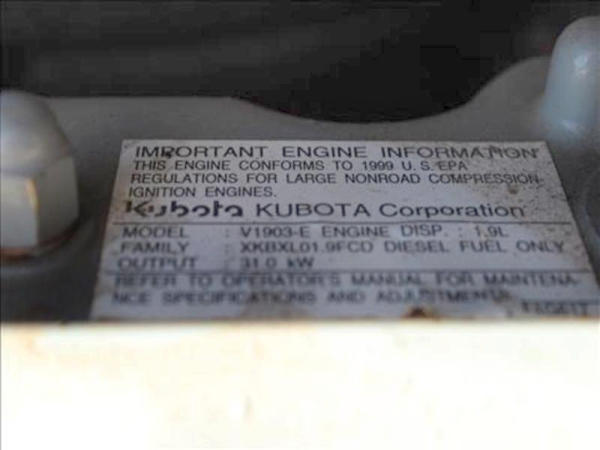 IMPORTANT ENGINE INFORMATION
THIS ENGINE CONFORMS TO 1999 U.S. EPA
REGULATIONS FOR LARGE NONROAD COMPRESSION-
IGNITION ENGINES.
Kubota KUBOTA Corporation
MODEL : V1903-E ENGINE DISP. : 1.9L
FAMILY : XKBXL01.9FCD DIESEL FUEL ONLY
OUTPUT : 31.0 kW
REFER TO OPERATOR'S MANUAL FOR MAINTENA-
NCE SPECIFICATIONS AND ADJUSTMENTS